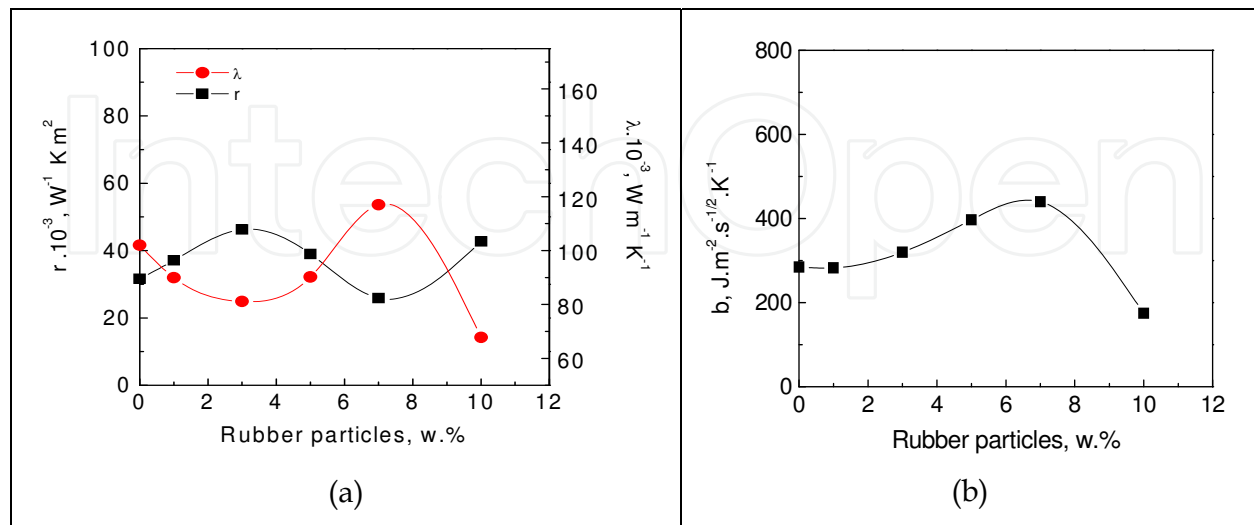 100
80
60
40
20
0
r .10⁻³, W⁻¹ K m²
λ
r
160
140
120
100
80
60
λ.10⁻³, W m⁻¹ K⁻¹
0 2 4 6 8 10 12
Rubber particles, w.%
(a)
800
600
400
200
0
b, J.m⁻².s⁻¹/².K⁻¹
0 2 4 6 8 10 12
Rubber particles, w.%
(b)
IntechOpen